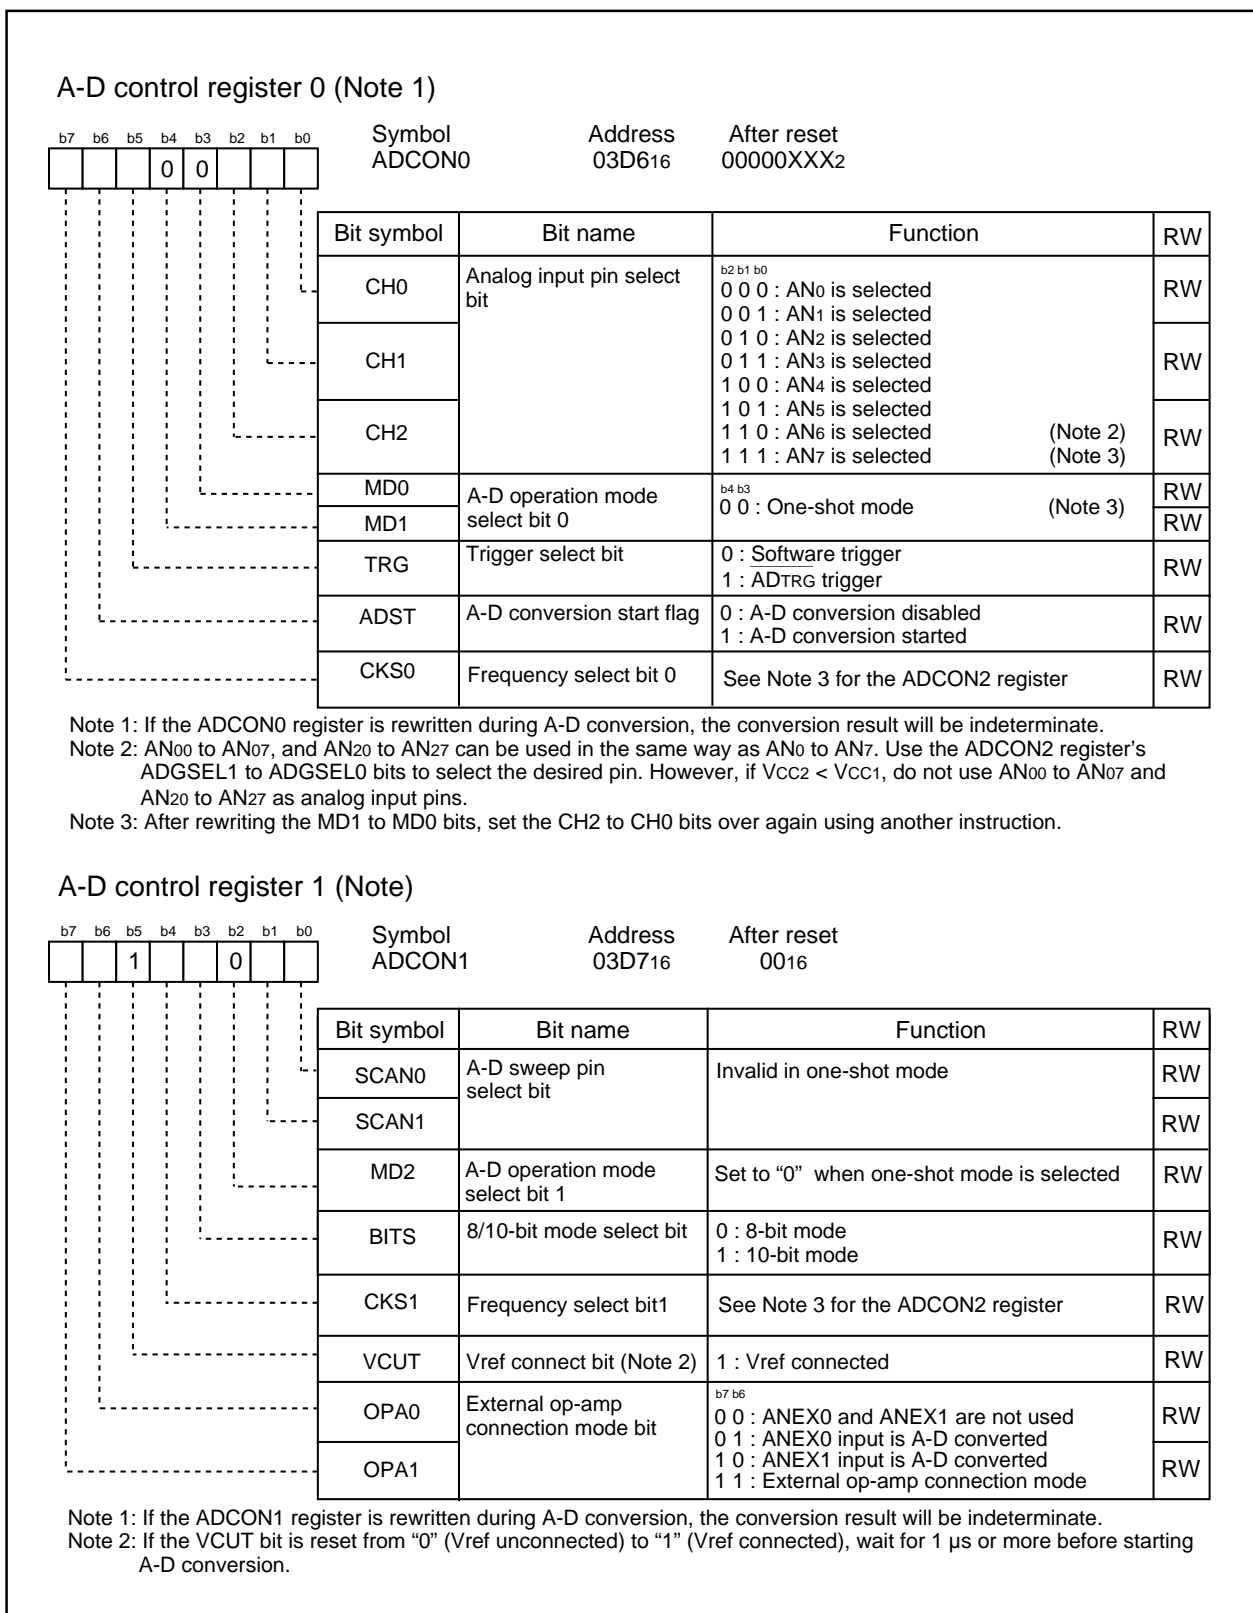 A-D control register 0 (Note 1)
b7 b6 b5 b4 b3 b2 b1 b0
Symbol Address After reset
0 0
ADCON0 03D616 00000XXX2
Bit symbol Bit name Function RW
CH0 Analog input pin select bit RW
b2 b1 b0
0 0 0 : AN0 is selected
0 0 1 : AN1 is selected
CH1 RW
0 1 0 : AN2 is selected
0 1 1 : AN3 is selected
1 0 0 : AN4 is selected
CH2 RW
1 0 1 : AN5 is selected
1 1 0 : AN6 is selected (Note 2)
1 1 1 : AN7 is selected (Note 3)
MD0 A-D operation mode RW
select bit 0
b4 b3
0 0 : One-shot mode (Note 3)
MD1 RW
TRG Trigger select bit 0 : Software trigger RW
1 : ADTRG trigger
ADST A-D conversion start flag 0 : A-D conversion disabled RW
1 : A-D conversion started
CKS0 Frequency select bit 0 See Note 3 for the ADCON2 register RW
Note 1: If the ADCON0 register is rewritten during A-D conversion, the conversion result will be indeterminate.
Note 2: AN00 to AN07, and AN20 to AN27 can be used in the same way as AN0 to AN7. Use the ADCON2 register’s
ADGSEL1 to ADGSEL0 bits to select the desired pin. However, if VCC2 < VCC1, do not use AN00 to AN07 and
AN20 to AN27 as analog input pins.
Note 3: After rewriting the MD1 to MD0 bits, set the CH2 to CH0 bits over again using another instruction.
A-D control register 1 (Note)
b7 b6 b5 b4 b3 b2 b1 b0
Symbol Address After reset
1 0
ADCON1 03D716 0016
Bit symbol Bit name Function RW
SCAN0 A-D sweep pin Invalid in one-shot mode RW
select bit
SCAN1 RW
MD2 A-D operation mode Set to “0” when one-shot mode is selected RW
select bit 1
BITS 8/10-bit mode select bit 0 : 8-bit mode RW
1 : 10-bit mode
CKS1 Frequency select bit1 See Note 3 for the ADCON2 register RW
VCUT Vref connect bit (Note 2) 1 : Vref connected RW
OPA0 External op-amp RW
connection mode bit
b7 b6
0 0 : ANEX0 and ANEX1 are not used
0 1 : ANEX0 input is A-D converted
1 0 : ANEX1 input is A-D converted
OPA1 1 1 : External op-amp connection mode RW
Note 1: If the ADCON1 register is rewritten during A-D conversion, the conversion result will be indeterminate.
Note 2: If the VCUT bit is reset from “0” (Vref unconnected) to “1” (Vref connected), wait for 1 µs or more before starting
A-D conversion.